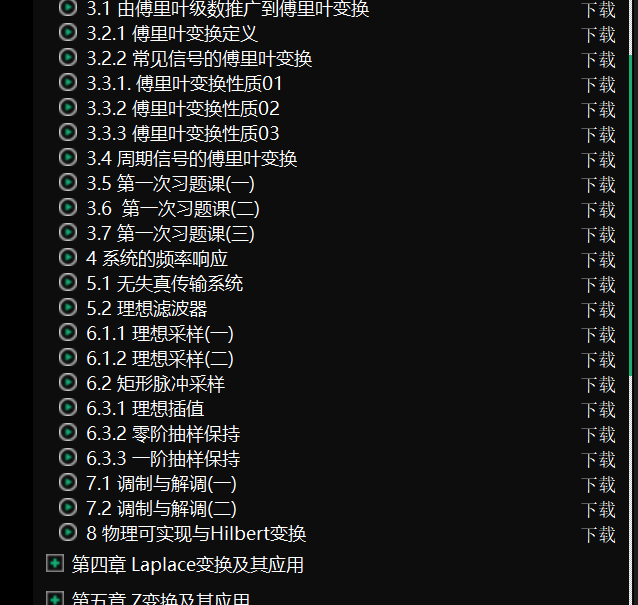 3.1 由傅里叶级数推广到傅里叶变换 下载
3.2.1 傅里叶变换定义 下载
3.2.2 常见信号的傅里叶变换 下载
3.3.1. 傅里叶变换性质01 下载
3.3.2 傅里叶变换性质02 下载
3.3.3 傅里叶变换性质03 下载
3.4 周期信号的傅里叶变换 下载
3.5 第一次习题课(一) 下载
3.6 第一次习题课(二) 下载
3.7 第一次习题课(三) 下载
4 系统的频率响应 下载
5.1 无失真传输系统 下载
5.2 理想滤波器 下载
6.1.1 理想采样(一) 下载
6.1.2 理想采样(二) 下载
6.2 矩形脉冲采样 下载
6.3.1 理想插值 下载
6.3.2 零阶抽样保持 下载
6.3.3 一阶抽样保持 下载
7.1 调制与解调(一) 下载
7.2 调制与解调(二) 下载
8 物理可实现与Hilbert变换 下载
第四章 Laplace变换及其应用
第五章 Z变换及其应用